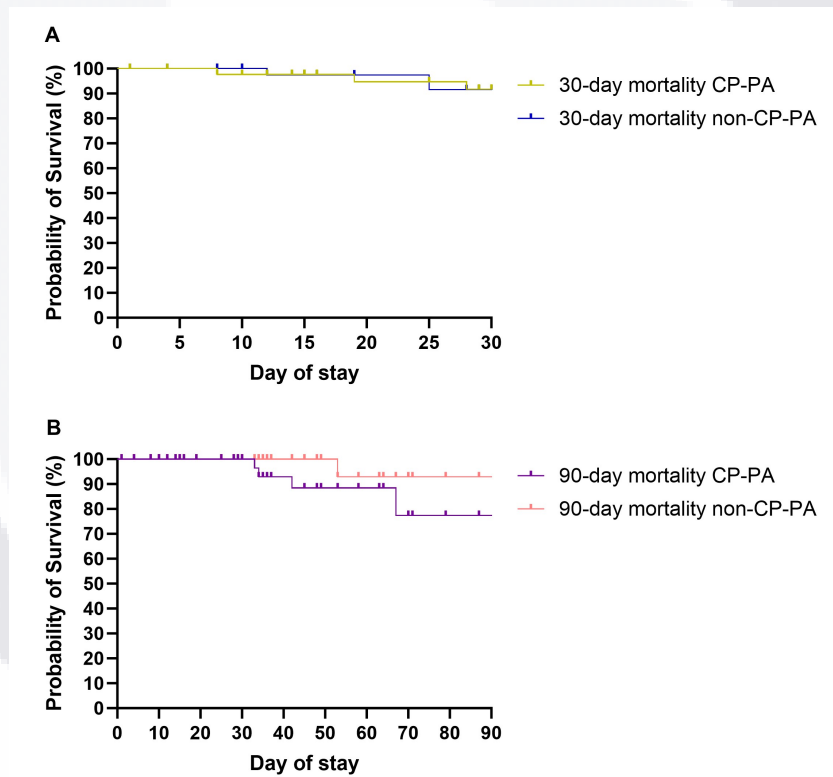 A
Probability of Survival (%)
100
90
80
70
60
50
40
30
20
10
0
0 5 10 15 20 25 30
Day of stay
30-day mortality CP-PA
30-day mortality non-CP-PA
B
Probability of Survival (%)
100
90
80
70
60
50
40
30
20
10
0
0 10 20 30 40 50 60 70 80 90
Day of stay
90-day mortality CP-PA
90-day mortality non-CP-PA